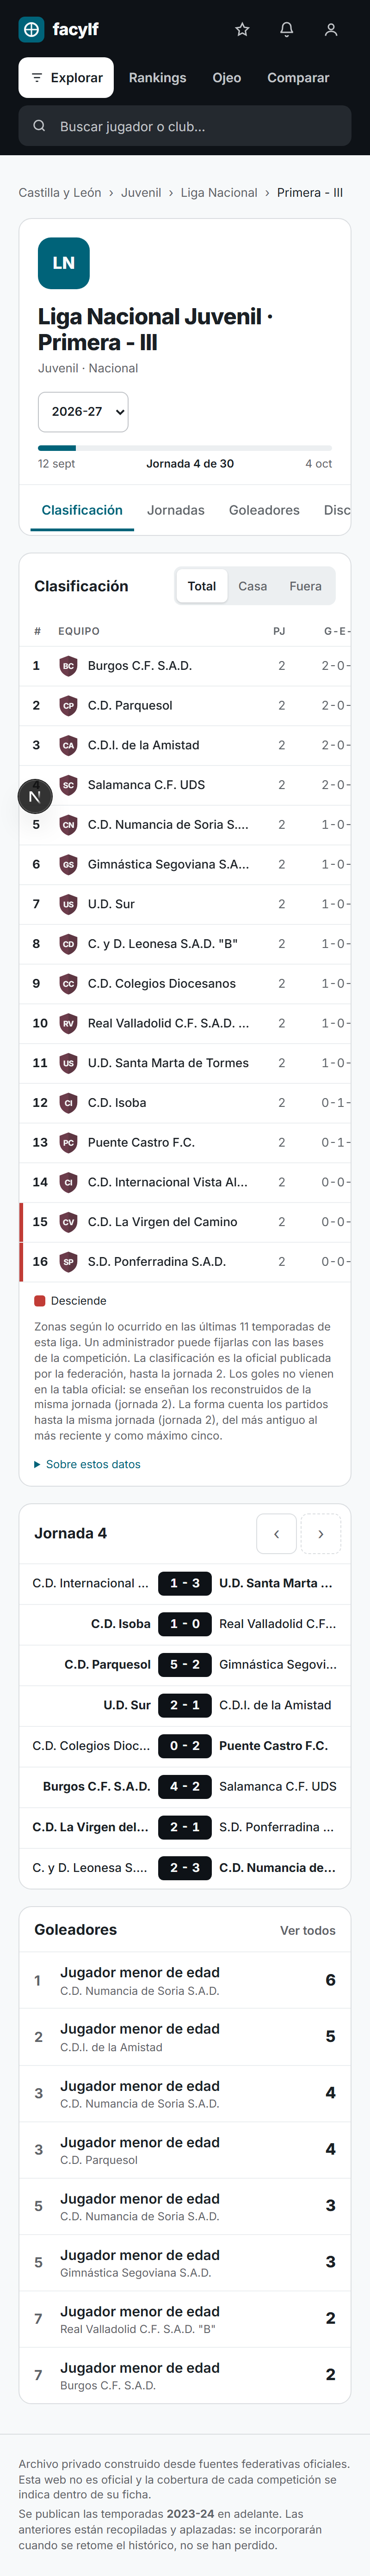 facylf
Explorar Rankings Ojeo Comparar
Buscar jugador o club...
Castilla y León › Juvenil › Liga Nacional › Primera - III
LN
Liga Nacional Juvenil ·
Primera - III
Juvenil · Nacional
2026-27
12 sept Jornada 4 de 30 4 oct
Clasificación Jornadas Goleadores Disc
Clasificación Total Casa Fuera
# EQUIPO PJ G-E-
1 BC Burgos C.F. S.A.D. 2 2-0-
2 CP C.D. Parquesol 2 2-0-
3 CA C.D.I. de la Amistad 2 2-0-
4 SC Salamanca C.F. UDS 2 2-0-
N
5 CN C.D. Numancia de Soria S.... 2 1-0-
6 GS Gimnástica Segoviana S.A... 2 1-0-
7 US U.D. Sur 2 1-0-
8 CD C. y D. Leonesa S.A.D. "B" 2 1-0-
9 CC C.D. Colegios Diocesanos 2 1-0-
10 RV Real Valladolid C.F. S.A.D. ... 2 1-0-
11 US U.D. Santa Marta de Tormes 2 1-0-
12 CI C.D. Isoba 2 0-1-
13 PC Puente Castro F.C. 2 0-1-
14 CI C.D. Internacional Vista Al... 2 0-0-
15 CV C.D. La Virgen del Camino 2 0-0-
16 SP S.D. Ponferradina S.A.D. 2 0-0-
Desciende
Zonas según lo ocurrido en las últimas 11 temporadas de
esta liga. Un administrador puede fijarlas con las bases
de la competición. La clasificación es la oficial publicada
por la federación, hasta la jornada 2. Los goles no vienen
en la tabla oficial: se enseñan los reconstruidos de la
misma jornada (jornada 2). La forma cuenta los partidos
hasta la misma jornada (jornada 2), del más antiguo al
más reciente y como máximo cinco.
▶ Sobre estos datos
Jornada 4 ‹ ›
C.D. Internacional ... 1 - 3 U.D. Santa Marta ...
C.D. Isoba 1 - 0 Real Valladolid C.F...
C.D. Parquesol 5 - 2 Gimnástica Segovi...
U.D. Sur 2 - 1 C.D.I. de la Amistad
C.D. Colegios Dioc... 0 - 2 Puente Castro F.C.
Burgos C.F. S.A.D. 4 - 2 Salamanca C.F. UDS
C.D. La Virgen del... 2 - 1 S.D. Ponferradina ...
C. y D. Leonesa S.... 2 - 3 C.D. Numancia de...
Goleadores Ver todos
1 Jugador menor de edad 6
C.D. Numancia de Soria S.A.D.
2 Jugador menor de edad 5
C.D.I. de la Amistad
3 Jugador menor de edad 4
C.D. Numancia de Soria S.A.D.
3 Jugador menor de edad 4
C.D. Parquesol
5 Jugador menor de edad 3
C.D. Numancia de Soria S.A.D.
5 Jugador menor de edad 3
Gimnástica Segoviana S.A.D.
7 Jugador menor de edad 2
Real Valladolid C.F. S.A.D. "B"
7 Jugador menor de edad 2
Burgos C.F. S.A.D.
Archivo privado construido desde fuentes federativas oficiales.
Esta web no es oficial y la cobertura de cada competición se
indica dentro de su ficha.
Se publican las temporadas 2023-24 en adelante. Las
anteriores están recopiladas y aplazadas: se incorporarán
cuando se retome el histórico, no se han perdido.